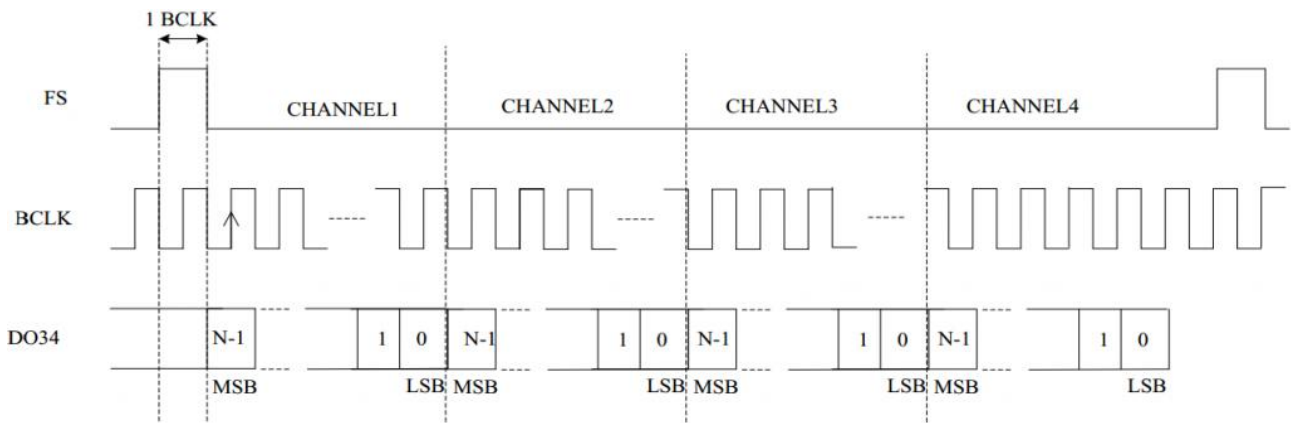 1 BCLK
FS
CHANNEL1 CHANNEL2 CHANNEL3 CHANNEL4
BCLK
DO34
N-1 1 0 N-1 1 0 N-1 1 0 N-1 1 0
MSB LSB MSB LSB MSB LSB MSB LSB